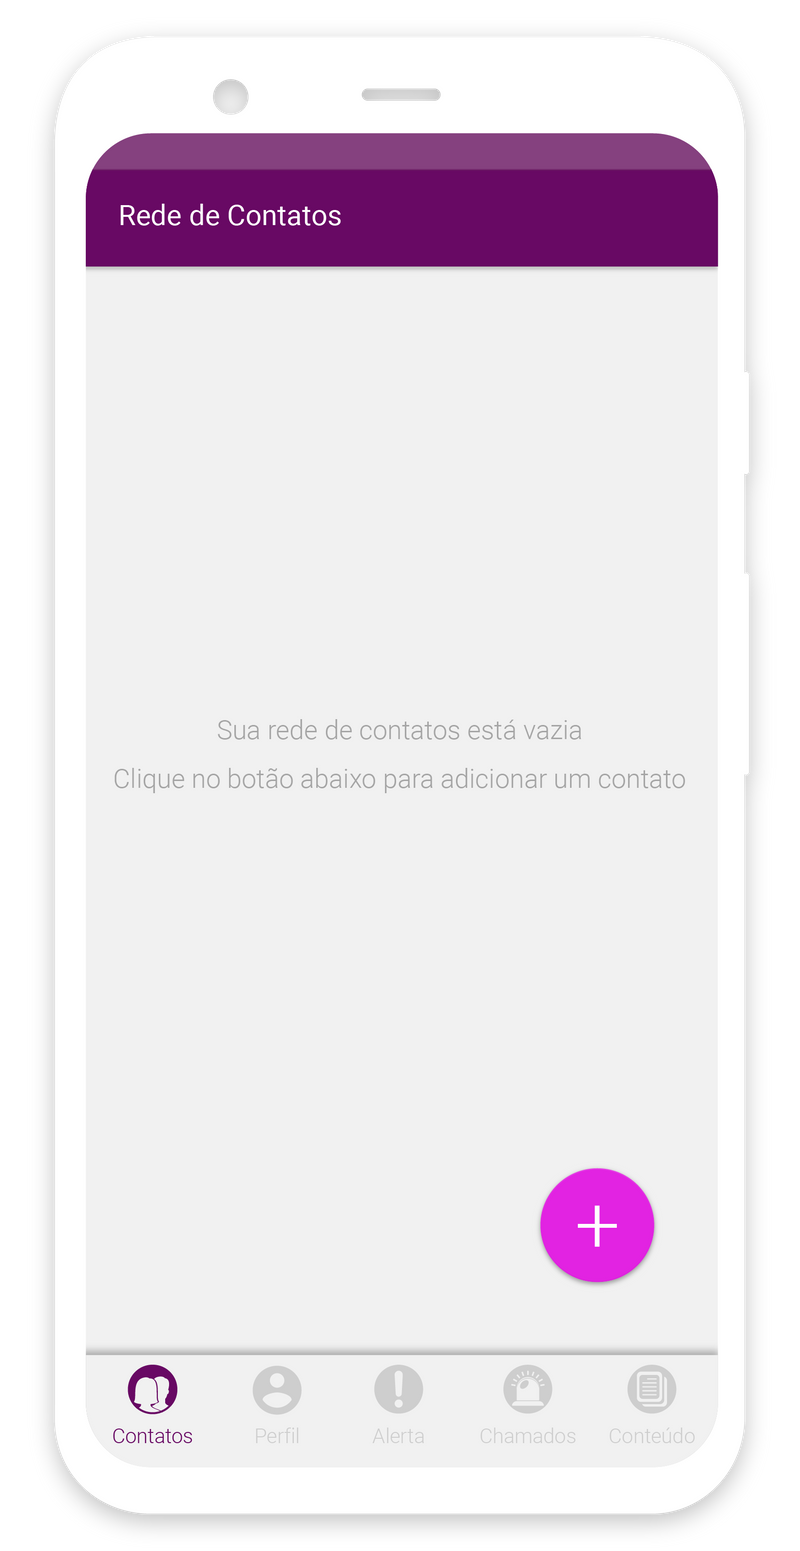 Rede de Contatos
Sua rede de contatos está vazia
Clique no botão abaixo para adicionar um contato
Contatos
Perfil
Alerta
Chamados
Conteúdo